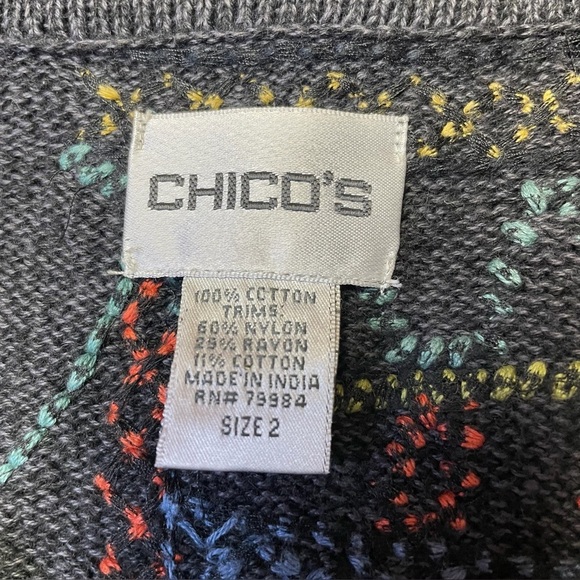 CHICO'S
100% COTTON
TRIMS:
60% NYLON
29% RAYON
11% COTTON
MADE IN INDIA
RN# 79984
SIZE 2